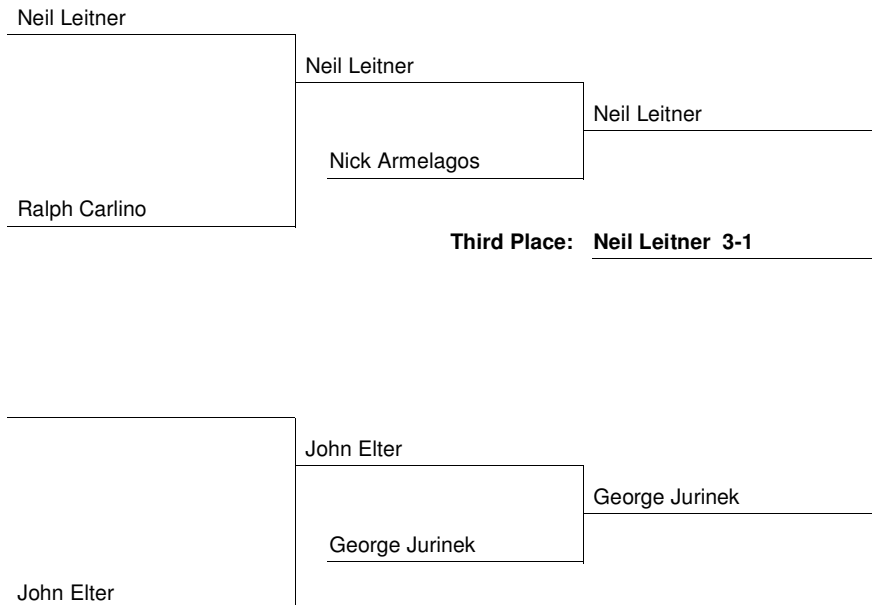 Neil Leitner
Neil Leitner
Neil Leitner
Nick Armelagos
Ralph Carlino
Third Place: Neil Leitner 3-1
John Elter
George Jurinek
George Jurinek
John Elter